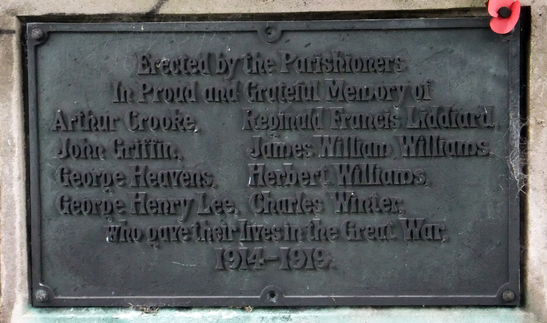 Erected by the Parishioners
In Proud and Grateful Memory of
Arthur Crooke, Reginald Francis Liddiard,
John Griffin, James William Williams,
George Heavens, Herbert Williams,
George Henry Lee, Charles Winter,
who gave their lives in the Great War,
1914–1919.